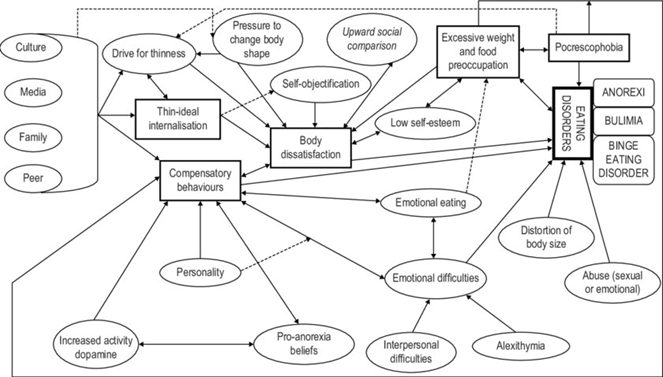 Culture
Media
Family
Peer
Drive for thinness
Pressure to
change body
shape
Upward social
comparison
Excessive weight
and food
preoccupation
Pocrescophobia
Self-objectification
Thin-ideal
internalisation
Low self-esteem
Body
dissatisfaction
EATING
DISORDERS
ANOREXI
BULIMIA
BINGE
EATING
DISORDER
Compensatory
behaviours
Emotional eating
Distortion of
body size
Personality
Emotional difficulties
Abuse (sexual
or emotional)
Increased activity
dopamine
Pro-anorexia
beliefs
Interpersonal
difficulties
Alexithymia